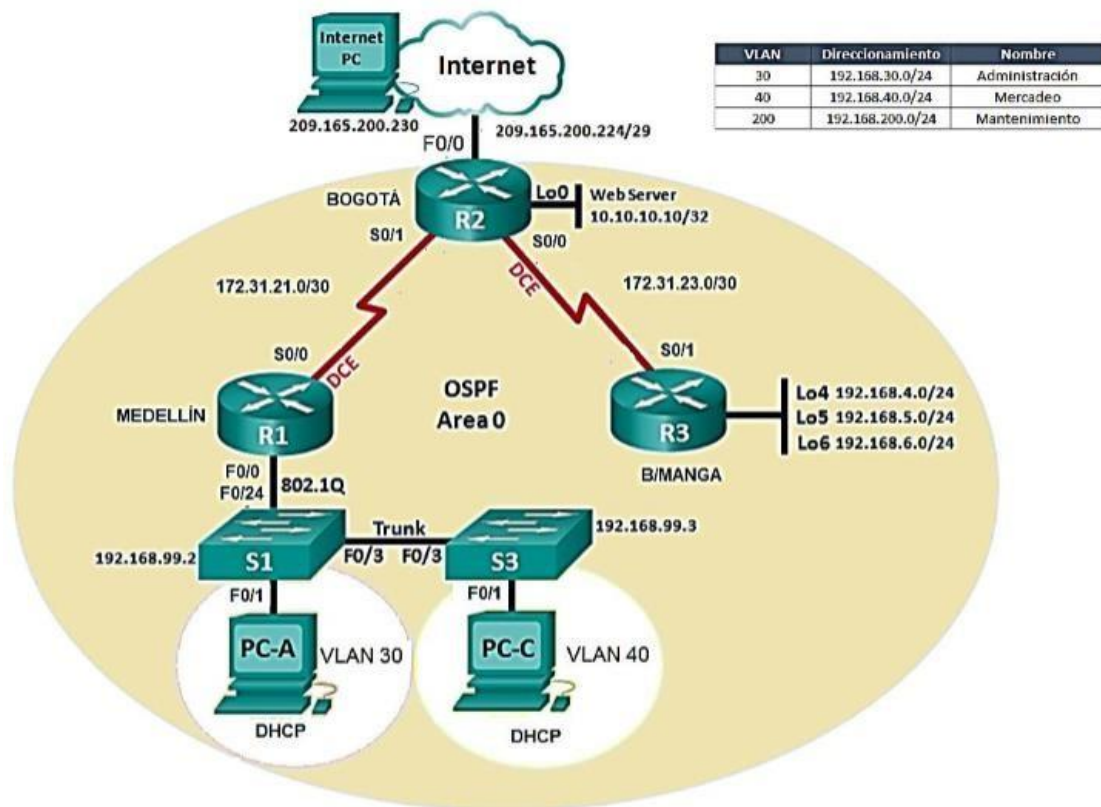 Internet
PC
Internet
209.165.200.230
209.165.200.224/29
F0/0
VLAN Direccionamiento Nombre
30 192.168.30.0/24 Administración
40 192.168.40.0/24 Mercadeo
200 192.168.200.0/24 Mantenimiento
BOGOTÁ
R2
Lo0
Web Server
10.10.10.10/32
S0/1
S0/0
DCE
172.31.21.0/30
172.31.23.0/30
S0/0
DCE
S0/1
OSPF
Area 0
MEDELLÍN
R1
R3
B/MANGA
Lo4 192.168.4.0/24
Lo5 192.168.5.0/24
Lo6 192.168.6.0/24
F0/0
F0/24
802.1Q
Trunk
192.168.99.2
S1
F0/3
F0/3
S3
192.168.99.3
F0/1
F0/1
PC-A
VLAN 30
PC-C
VLAN 40
DHCP
DHCP